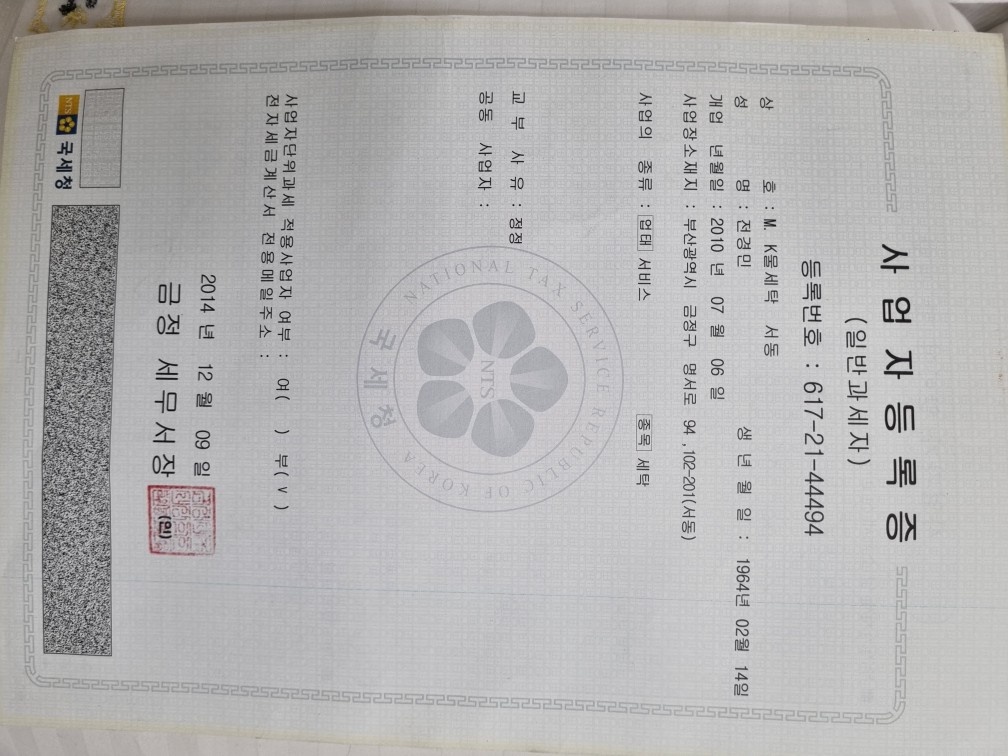 사업자등록증
(일반과세자)
등록번호 : 617-21-44494
상 호 : M. K물세탁 서동
성 명 : 전경민 생 년 월 일 : 1964년 02월 14일
개업 년월일 : 2010 년 07 월 06 일
사업장소재지 : 부산광역시 금정구 명서로 94 , 102-201(서동)
사업의 종류 : 업태 서비스 종목 세탁
교 부 사 유 : 정정
공동 사업자 :
NATIONAL TAX SERVICE REPUBLIC OF KOREA
NTS
국세청
사업자단위과세 적용사업자 여부 : 여( ) 부( v )
전자세금계산서 전용메일주소 :
2014 년 12 월 09 일
금정 세무서장
(인)
NTS 국세청